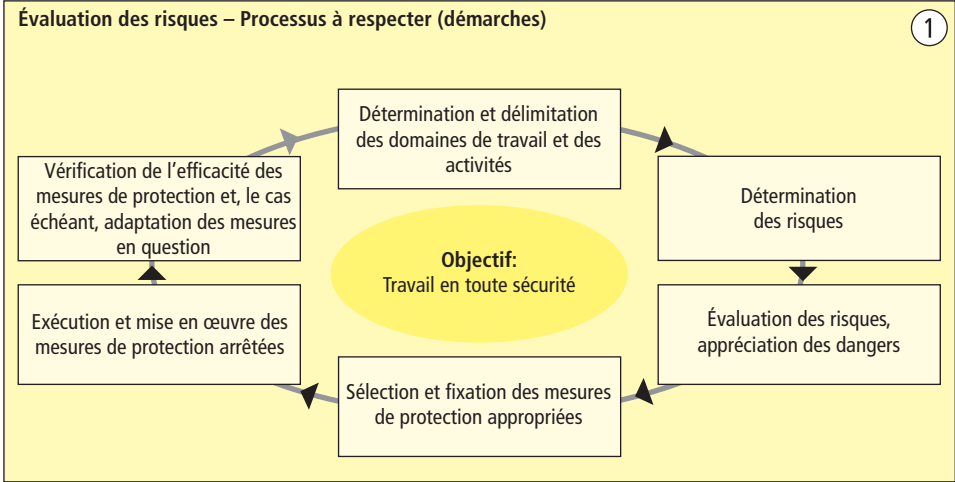 Évaluation des risques – Processus à respecter (démarches)
1
Détermination et délimitation
des domaines de travail et des
activités
Détermination
des risques
Évaluation des risques,
appréciation des dangers
Sélection et fixation des mesures
de protection appropriées
Exécution et mise en œuvre des
mesures de protection arrêtées
Vérification de l’efficacité des
mesures de protection et, le cas
échéant, adaptation des mesures
en question
Objectif:
Travail en toute sécurité